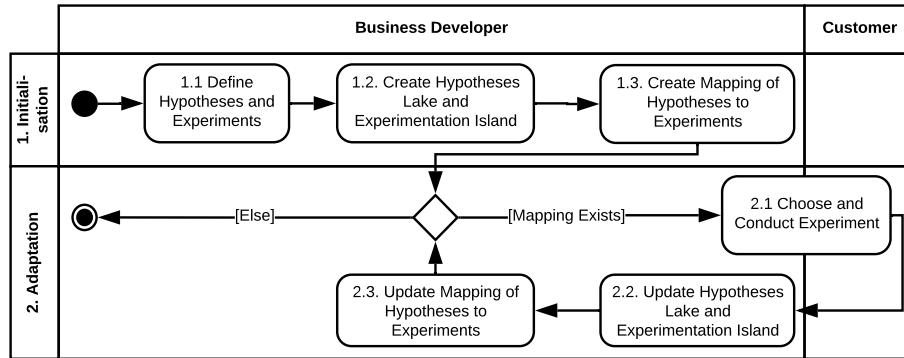 Business Developer
Customer
1. Initiali-
sation
1.1 Define
Hypotheses and
Experiments
1.2. Create Hypotheses
Lake and
Experimentation Island
1.3. Create Mapping of
Hypotheses to
Experiments
2. Adaptation
[Else]
[Mapping Exists]
2.1 Choose and
Conduct Experiment
2.3. Update Mapping of
Hypotheses to
Experiments
2.2. Update Hypotheses
Lake and
Experimentation Island